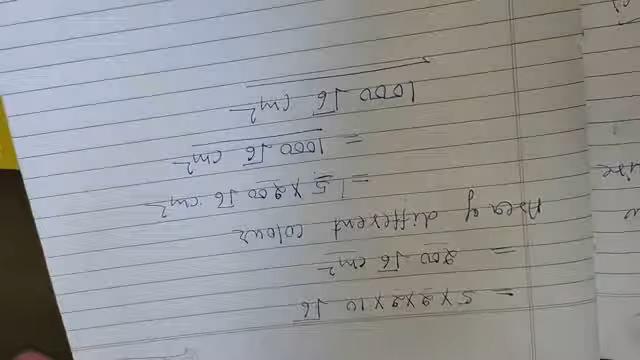 = 5 × 2 × 2 × 10 √6
= 200 √6 cm²
Area of different colour
= 5 × 200 √6 cm²
= 1000 √6 cm²
1000 √6 cm²